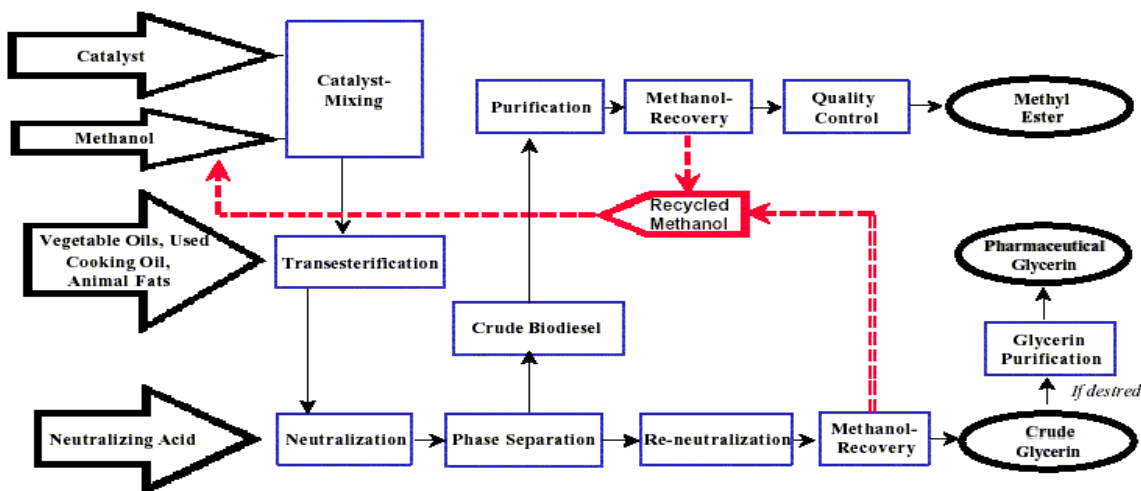 Catalyst
Methanol
Catalyst-
Mixing
Purification
Methanol-
Recovery
Quality
Control
Methyl
Ester
Recycled
Methanol
Vegetable Oils, Used
Cooking Oil,
Animal Fats
Transesterification
Pharmaceutical
Glycerin
Crude Biodiesel
Glycerin
Purification
If destred
Neutralizing Acid
Neutralization
Phase Separation
Re-neutralization
Methanol-
Recovery
Crude
Glycerin